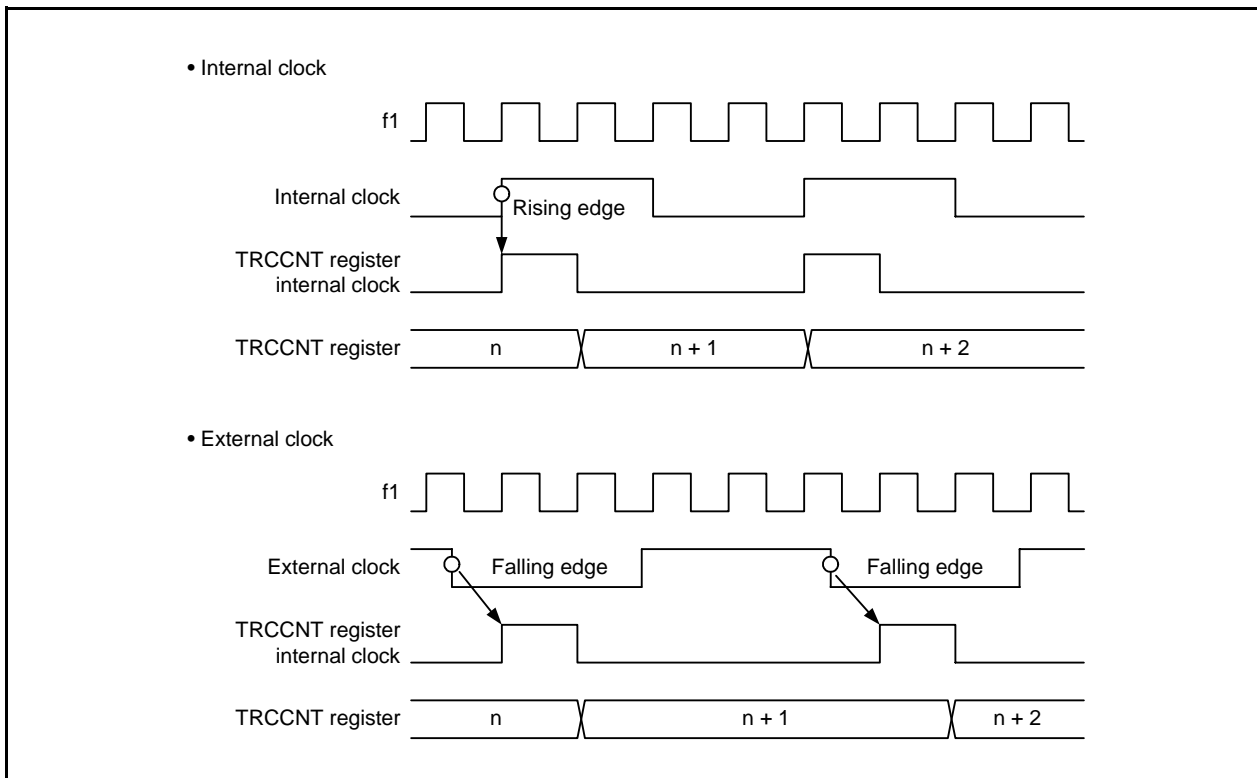 • Internal clock
f1
Internal clock
Rising edge
TRCCNT register
internal clock
TRCCNT register
n
n + 1
n + 2
• External clock
f1
External clock
Falling edge
Falling edge
TRCCNT register
internal clock
TRCCNT register
n
n + 1
n + 2